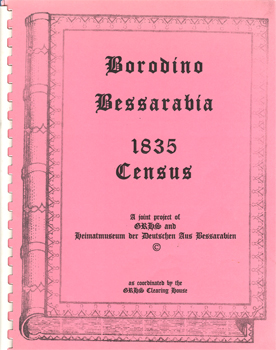 Borodino
Bessarabia
1835
Census
A joint project of
GRHS and
Heimatmuseum der Deutschen Aus Bessarabien
©
as coordinated by the
GRHS Clearing House